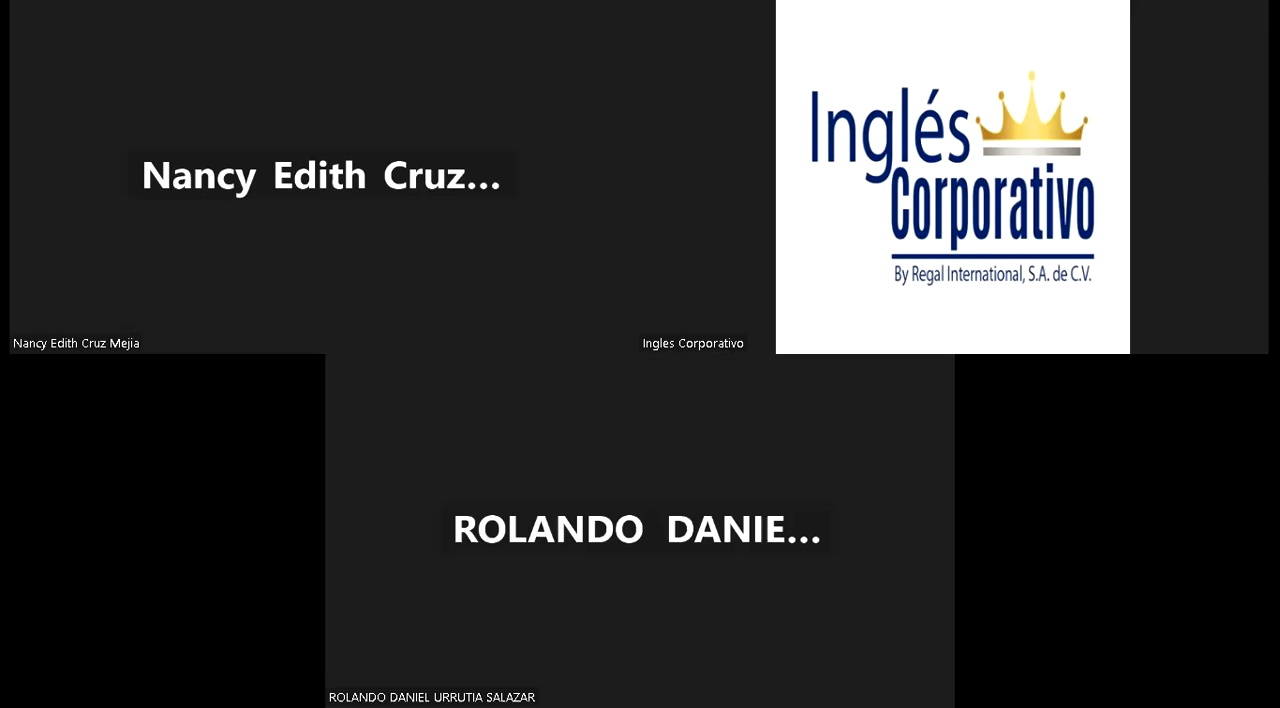 Nancy Edith Cruz...
Nancy Edith Cruz Mejia
Inglés
Corporativo
By Regal International, S.A. de C.V.
Ingles Corporativo
ROLANDO DANIE...
ROLANDO DANIEL URRUTIA SALAZAR